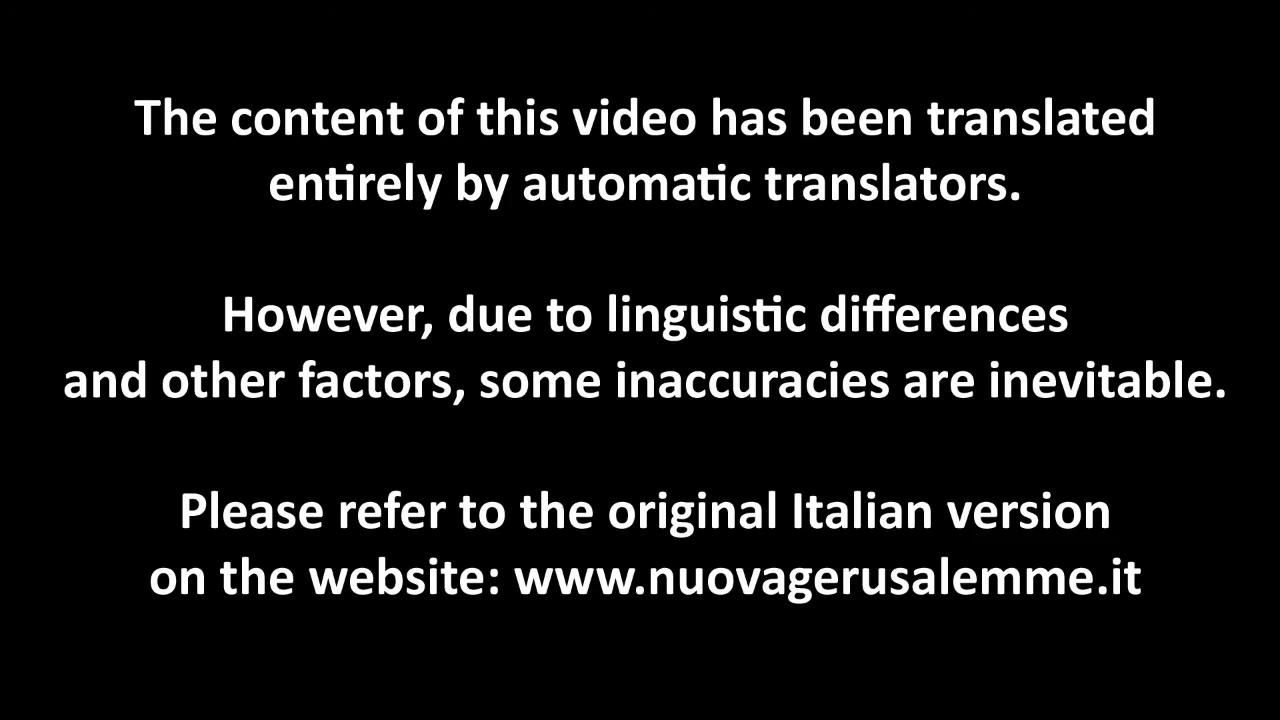 The content of this video has been translated
entirely by automatic translators.
However, due to linguistic differences
and other factors, some inaccuracies are inevitable.
Please refer to the original Italian version
on the website: www.nuovagerusalemme.it